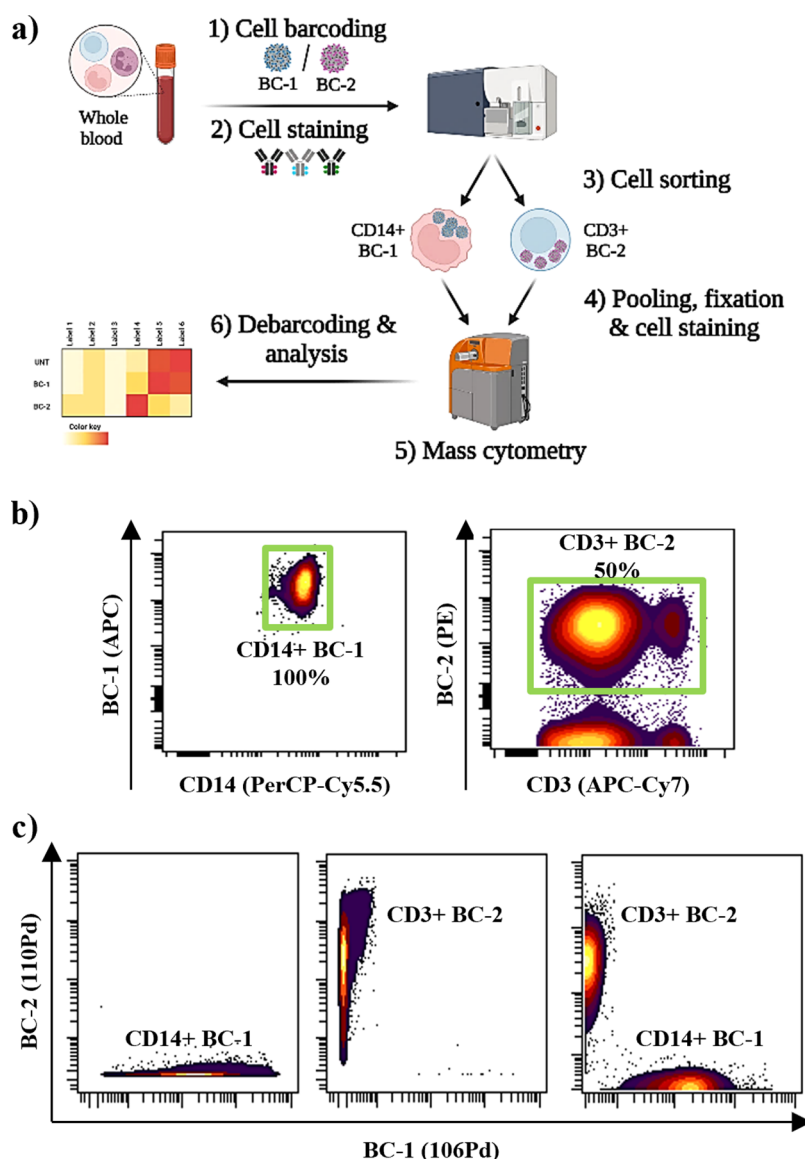 a)
1) Cell barcoding
BC-1
/
BC-2
Whole
blood
2) Cell staining
3) Cell sorting
CD14+
BC-1
CD3+
BC-2
4) Pooling, fixation
& cell staining
6) Debarcoding &
analysis
Label 1
Label 2
Label 3
Label 4
Label 5
Label 6
UNT
BC-1
BC-2
Color key
5) Mass cytometry
b)
BC-1 (APC)
CD14+ BC-1
100%
CD14 (PerCP-Cy5.5)
BC-2 (PE)
CD3+ BC-2
50%
CD3 (APC-Cy7)
c)
BC-2 (110Pd)
CD14+ BC-1
CD3+ BC-2
CD3+ BC-2
CD14+ BC-1
BC-1 (106Pd)